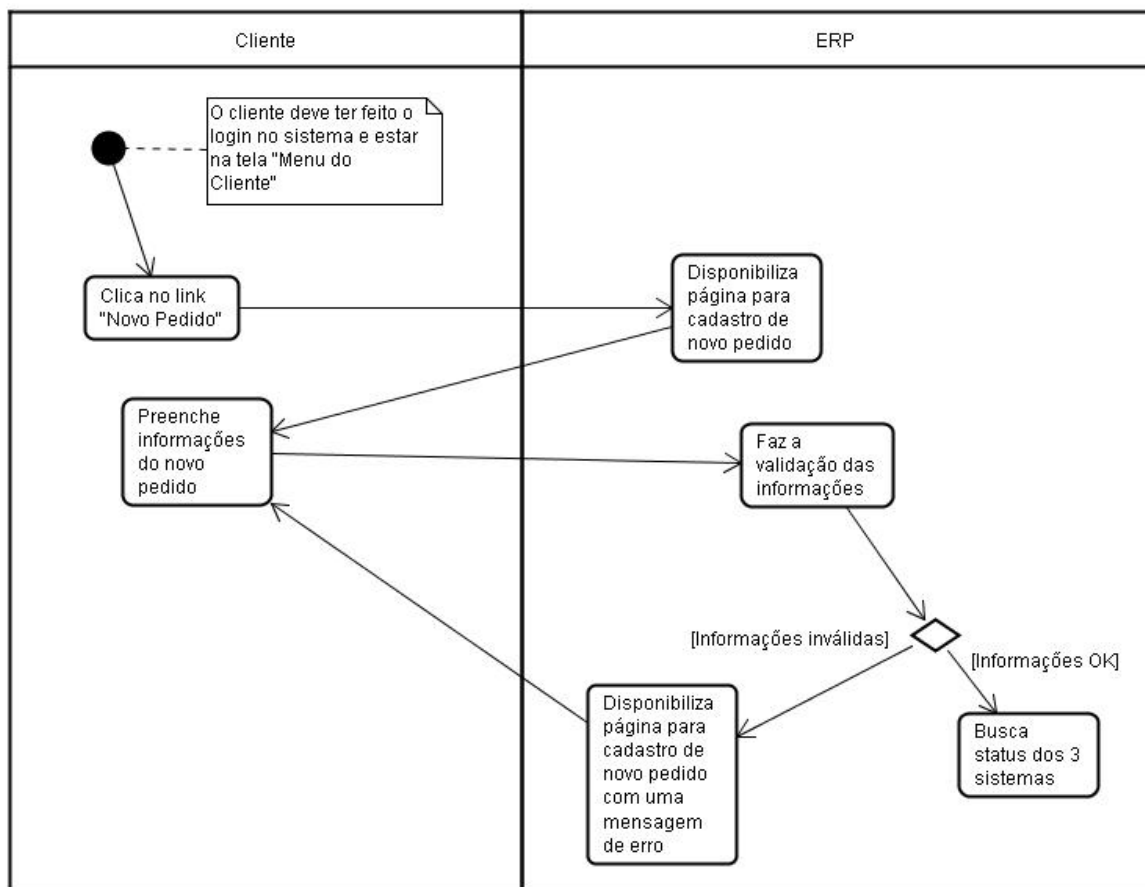 Cliente
ERP
O cliente deve ter feito o
login no sistema e estar
na tela "Menu do
Cliente"
Clica no link
"Novo Pedido"
Disponibiliza
página para
cadastro de
novo pedido
Preenche
informações
do novo
pedido
Faz a
validação das
informações
[Informações inválidas]
[Informações OK]
Disponibiliza
página para
cadastro de
novo pedido
com uma
mensagem
de erro
Busca
status dos 3
sistemas